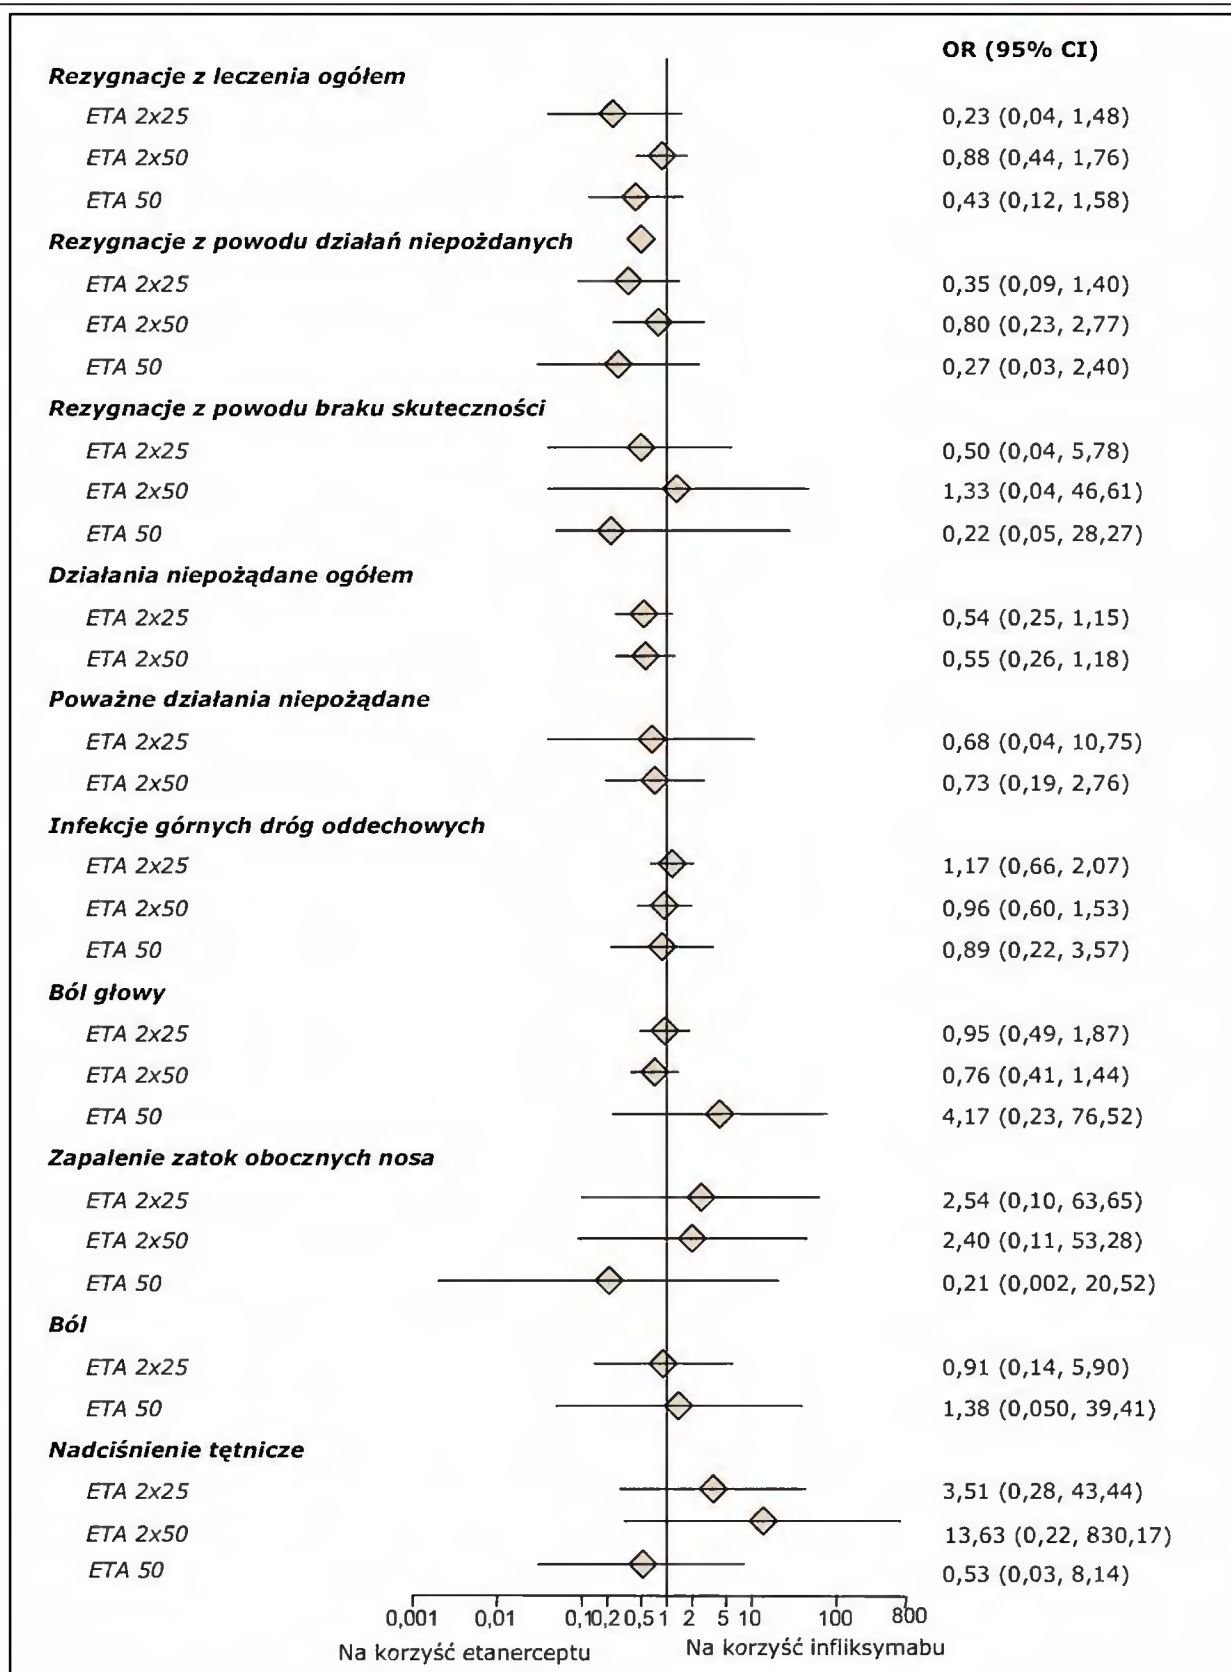 OR (95% CI)
Rezygnacje z leczenia ogółem
ETA 2x25 0,23 (0,04, 1,48)
ETA 2x50 0,88 (0,44, 1,76)
ETA 50 0,43 (0,12, 1,58)
Rezygnacje z powodu działań niepożdanych
ETA 2x25 0,35 (0,09, 1,40)
ETA 2x50 0,80 (0,23, 2,77)
ETA 50 0,27 (0,03, 2,40)
Rezygnacje z powodu braku skuteczności
ETA 2x25 0,50 (0,04, 5,78)
ETA 2x50 1,33 (0,04, 46,61)
ETA 50 0,22 (0,05, 28,27)
Działania niepożądane ogółem
ETA 2x25 0,54 (0,25, 1,15)
ETA 2x50 0,55 (0,26, 1,18)
Poważne działania niepożądane
ETA 2x25 0,68 (0,04, 10,75)
ETA 2x50 0,73 (0,19, 2,76)
Infekcje górnych dróg oddechowych
ETA 2x25 1,17 (0,66, 2,07)
ETA 2x50 0,96 (0,60, 1,53)
ETA 50 0,89 (0,22, 3,57)
Ból głowy
ETA 2x25 0,95 (0,49, 1,87)
ETA 2x50 0,76 (0,41, 1,44)
ETA 50 4,17 (0,23, 76,52)
Zapalenie zatok obocznych nosa
ETA 2x25 2,54 (0,10, 63,65)
ETA 2x50 2,40 (0,11, 53,28)
ETA 50 0,21 (0,002, 20,52)
Ból
ETA 2x25 0,91 (0,14, 5,90)
ETA 50 1,38 (0,050, 39,41)
Nadciśnienie tętnicze
ETA 2x25 3,51 (0,28, 43,44)
ETA 2x50 13,63 (0,22, 830,17)
ETA 50 0,53 (0,03, 8,14)
0,001 0,01 0,1 0,2 0,5 1 2 5 10 100 800
Na korzyść etanerceptu Na korzyść infliksymabu